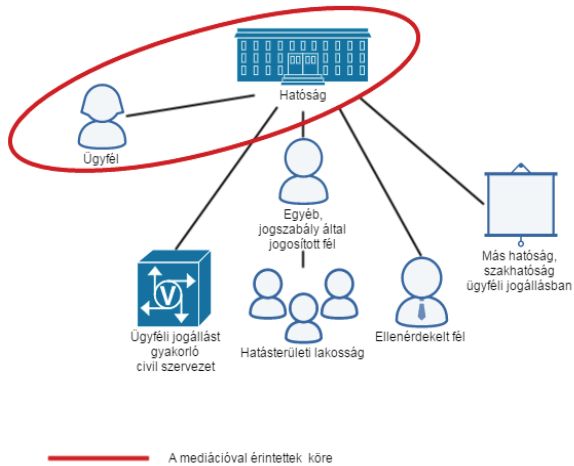 Hatóság
Ügyfél
Egyéb,
jogszabály által
jogosított fél
Más hatóság,
szakhatóság
ügyféli jogállásban
V
Ügyféli jogállást
gyakorló
civil szervezet
Hatásterületi lakosság
Ellenérdekelt fél
A mediációval érintettek köre